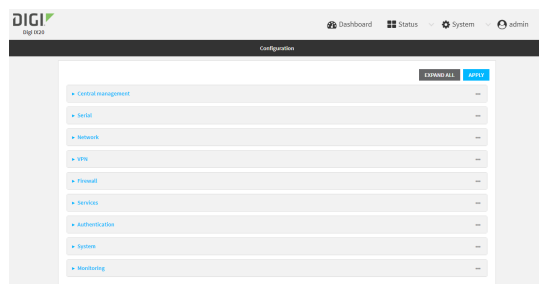 DIGI
Digi IX20
Dashboard Status System admin
Configuration
EXPAND ALL APPLY
Central management
Serial
Network
VPN
Firewall
Services
Authentication
System
Monitoring